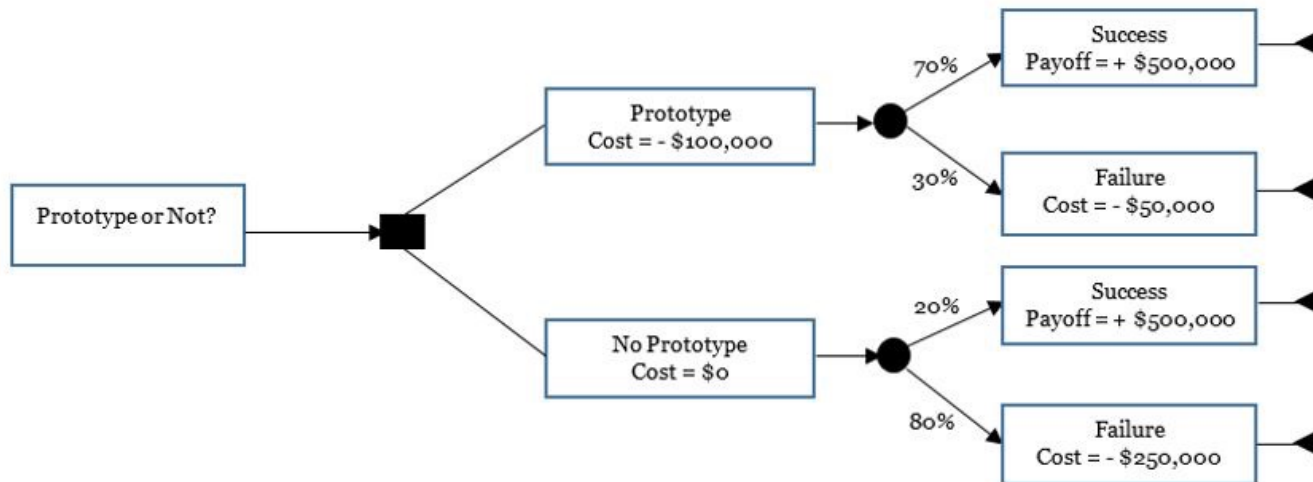 Prototype or Not?
Prototype
Cost = - $100,000
70%
30%
Success
Payoff = + $500,000
Failure
Cost = - $50,000
No Prototype
Cost = $0
20%
80%
Success
Payoff = + $500,000
Failure
Cost = - $250,000